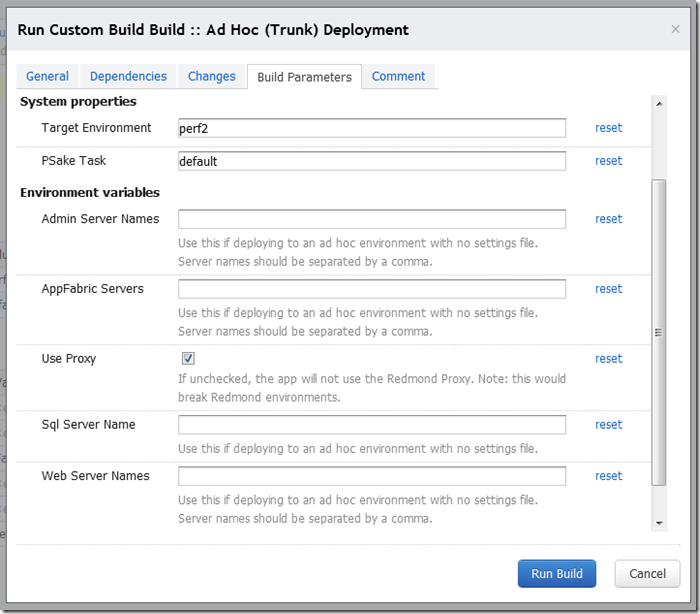 Run Custom Build Build :: Ad Hoc (Trunk) Deployment
General Dependencies Changes Build Parameters Comment
System properties
Target Environment perf2 reset
PSake Task default reset
Environment variables
Admin Server Names reset
Use this if deploying to an ad hoc environment with no settings file.
Server names should be separated by a comma.
AppFabric Servers reset
Use this if deploying to an ad hoc environment with no settings file.
Server names should be separated by a comma.
Use Proxy reset
If unchecked, the app will not use the Redmond Proxy. Note: this would
break Redmond environments.
Sql Server Name reset
Use this if deploying to an ad hoc environment with no settings file.
Web Server Names reset
Use this if deploying to an ad hoc environment with no settings file.
Server names should be separated by a comma.
Run Build Cancel